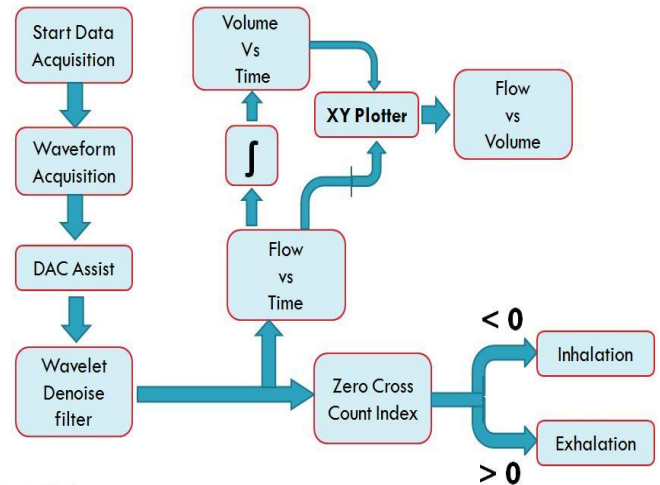 Start Data
Acquisition
Waveform
Acquisition
DAC Assist
Wavelet
Denoise
filter
Volume
Vs
Time
∫
Flow
vs
Time
XY Plotter
Flow
vs
Volume
Zero Cross
Count Index
< 0
Inhalation
> 0
Exhalation